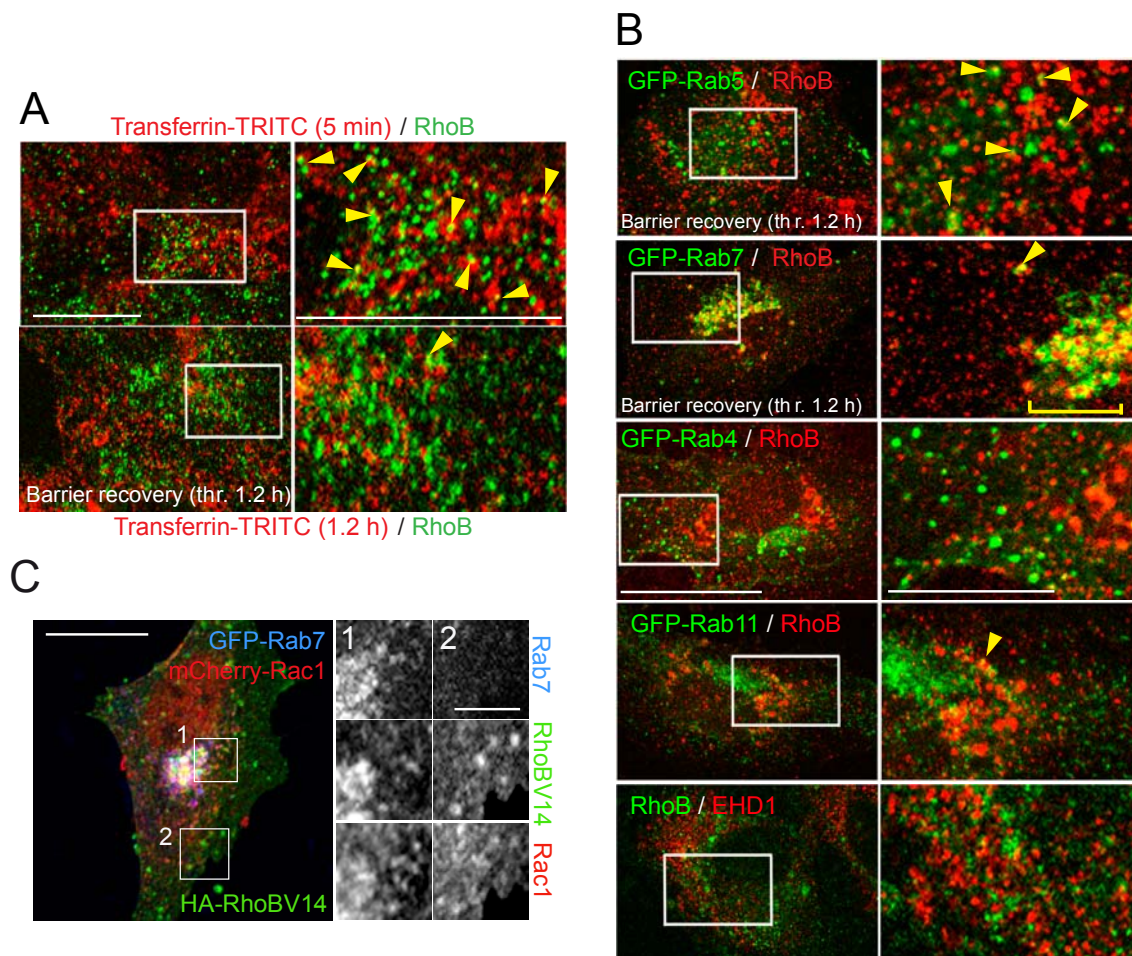 A
Transferrin-TRITC (5 min) / RhoB
Barrier recovery (thr. 1.2 h)
Transferrin-TRITC (1.2 h) / RhoB
B
GFP-Rab5 / RhoB
Barrier recovery (th r. 1.2 h)
GFP-Rab7 / RhoB
Barrier recovery (th r. 1.2 h)
GFP-Rab4 / RhoB
GFP-Rab11 / RhoB
RhoB / EHD1
C
GFP-Rab7
mCherry-Rac1
1
2
HA-RhoBV14
1
2
Rab7
RhoBV14
Rac1